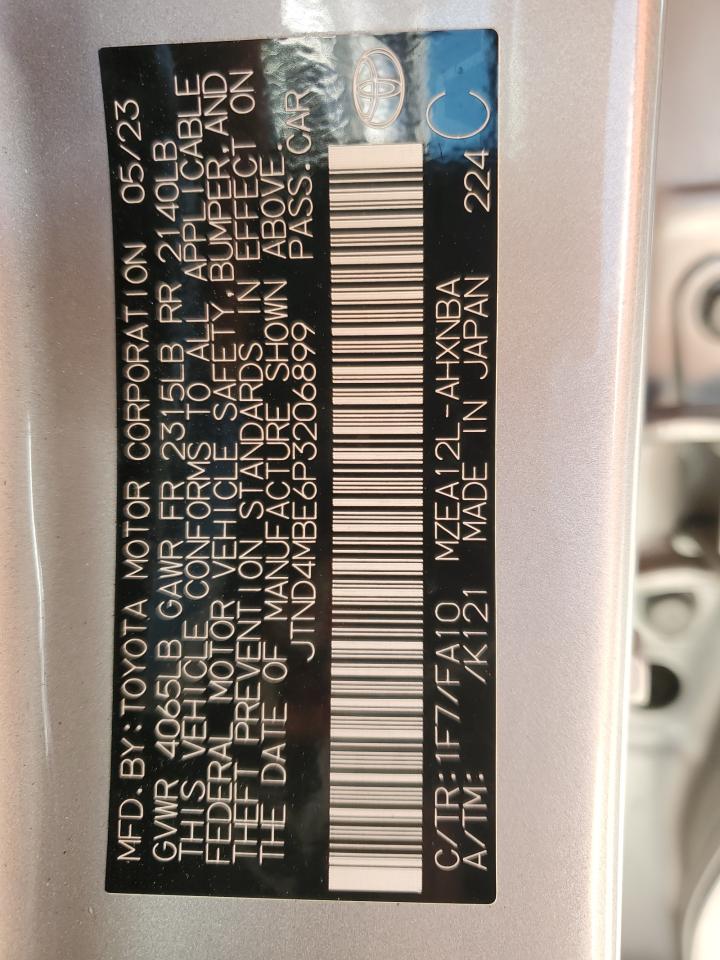 MFD.BY:TOYOTA MOTOR CORPORATION 05/23
GVWR 4065LB GAWR FR 2315LB RR 2140LB
THIS VEHICLE CONFORMS TO ALL APPLICABLE
FEDERAL MOTOR VEHICLE SAFETY,BUMPER,AND
THEFT PREVENTION STANDARDS IN EFFECT ON
THE DATE OF MANUFACTURE SHOWN ABOVE.
JTND4MBE6P3206899 PASS.CAR
C/TR:1F7/FA10 MZEA12L-AHXNBA
A/TM: /K121 MADE IN JAPAN 224 C